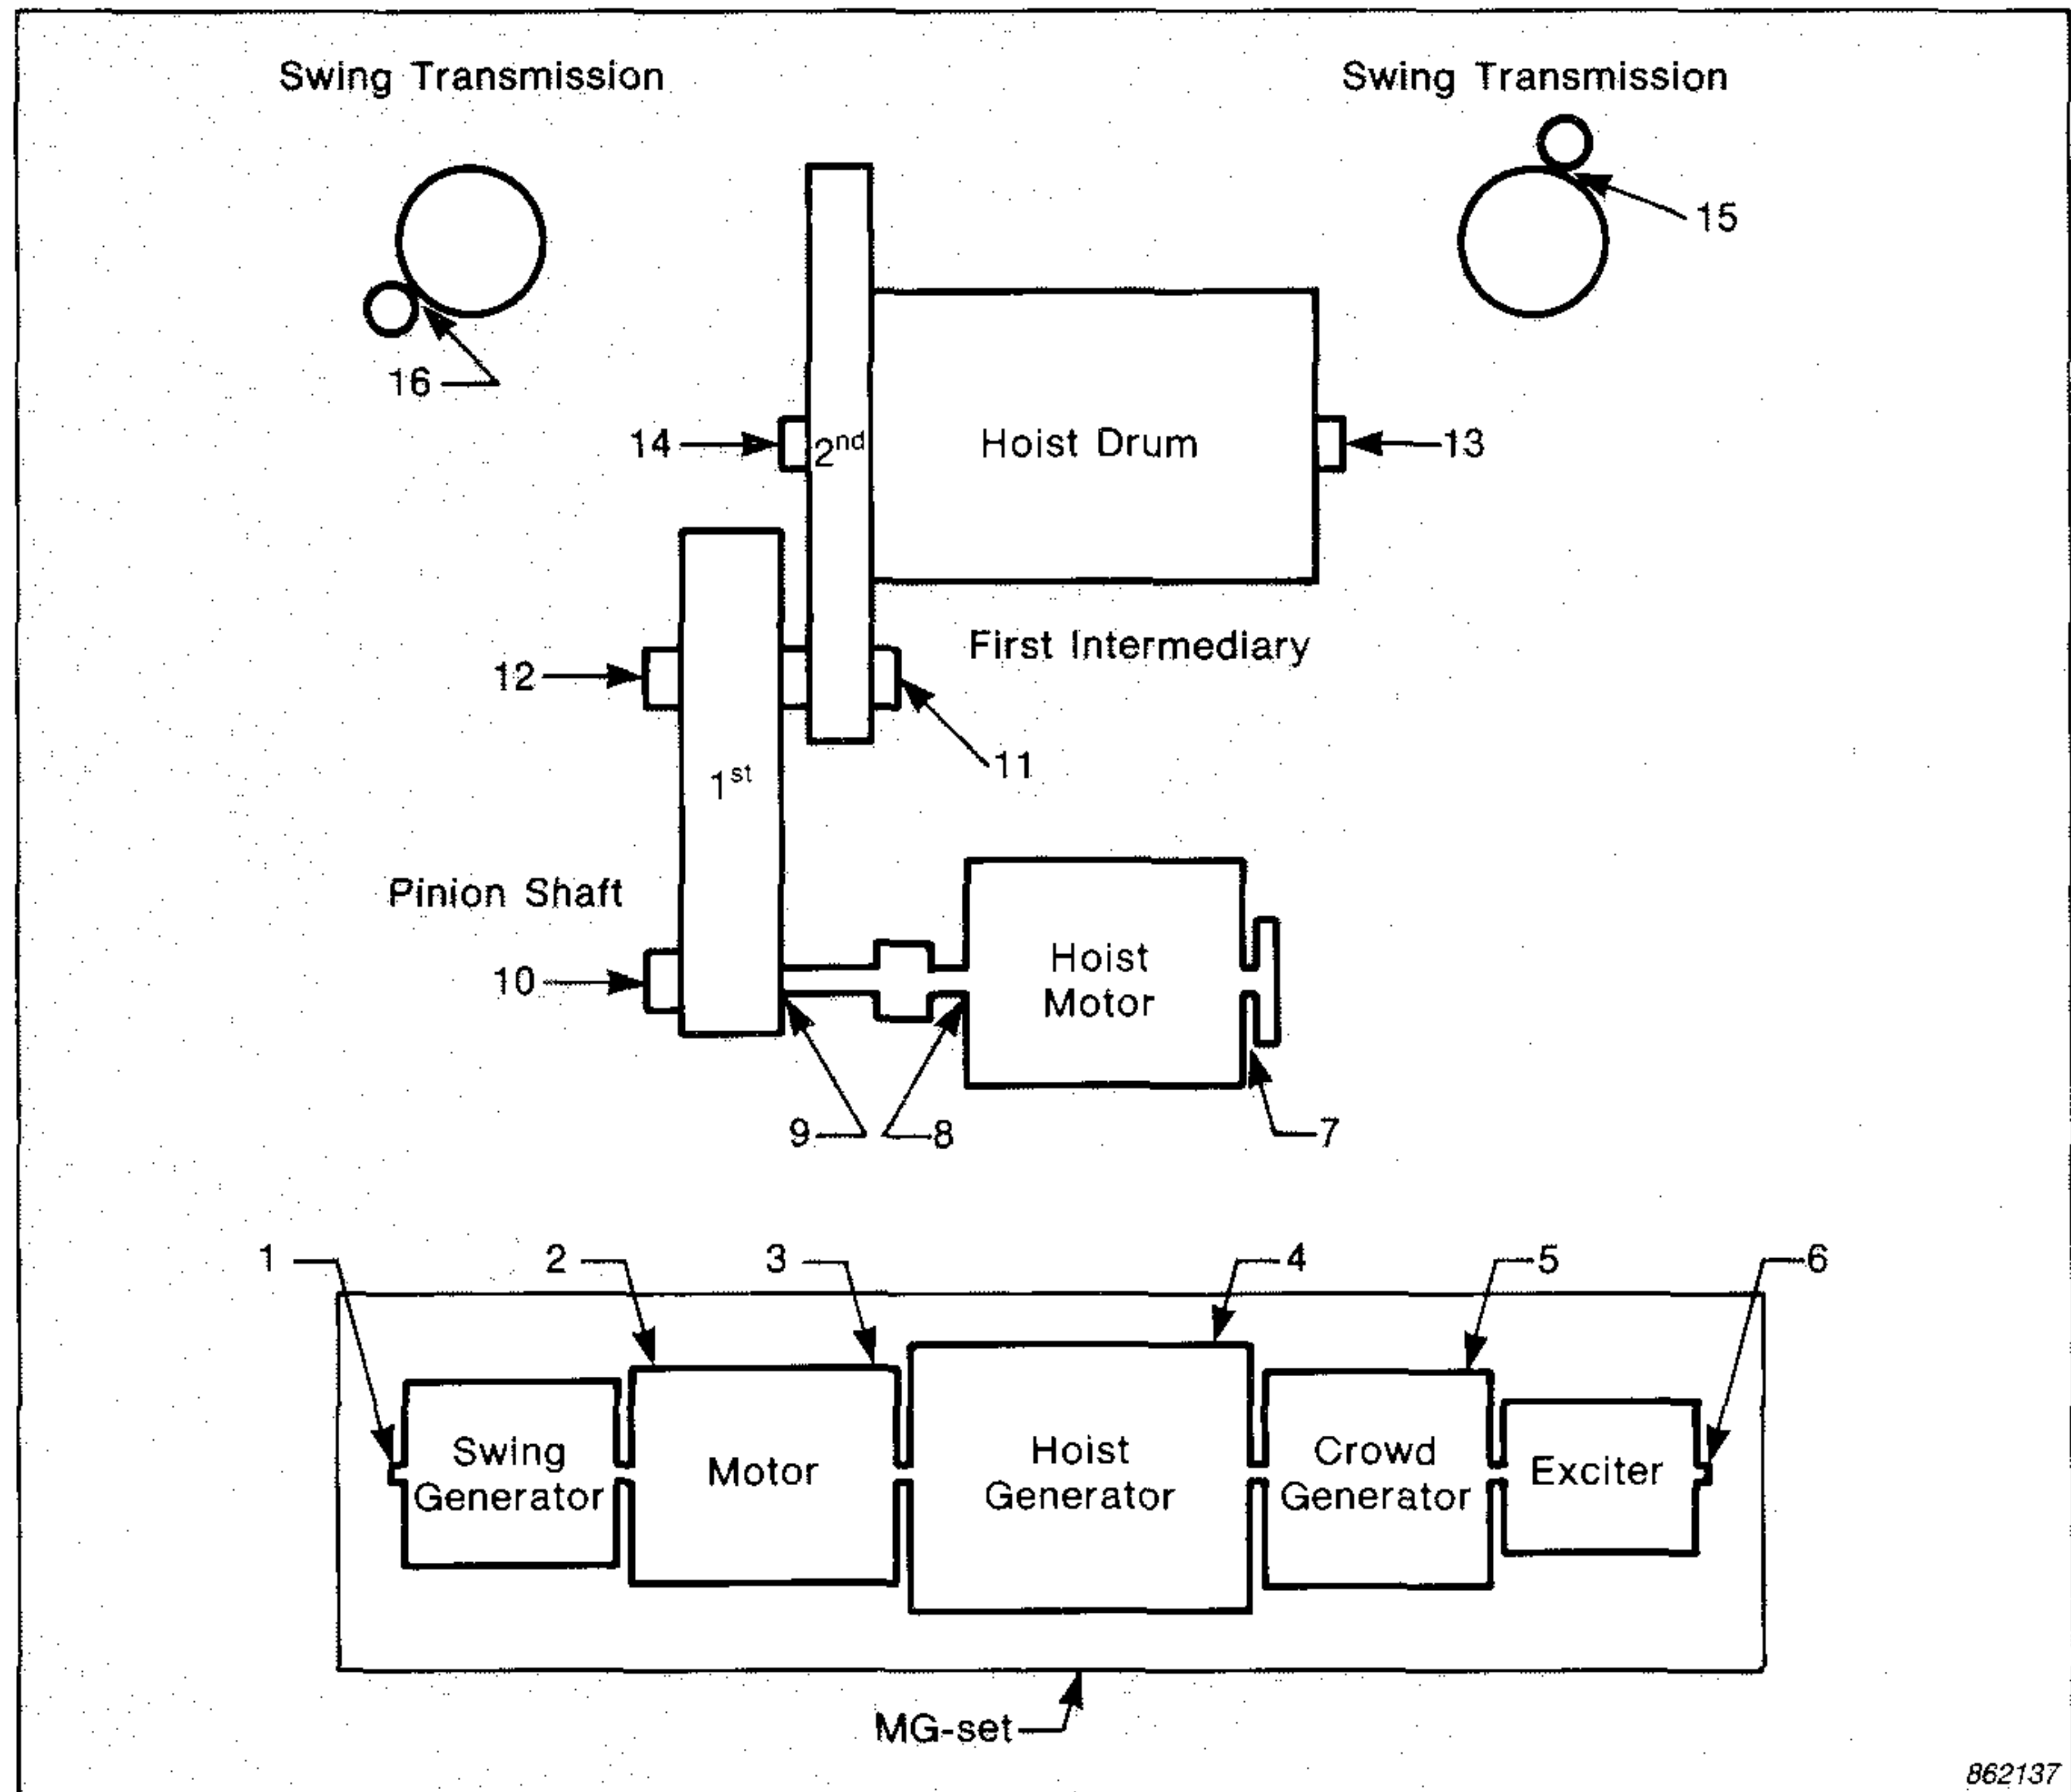 Swing Transmission
Swing Transmission
15
16
14
2nd
Hoist Drum
13
First Intermediary
12
11
1st
Pinion Shaft
10
Hoist
Motor
9
8
7
1
2
3
4
5
6
Swing
Generator
Motor
Hoist
Generator
Crowd
Generator
Exciter
MG-set
862137